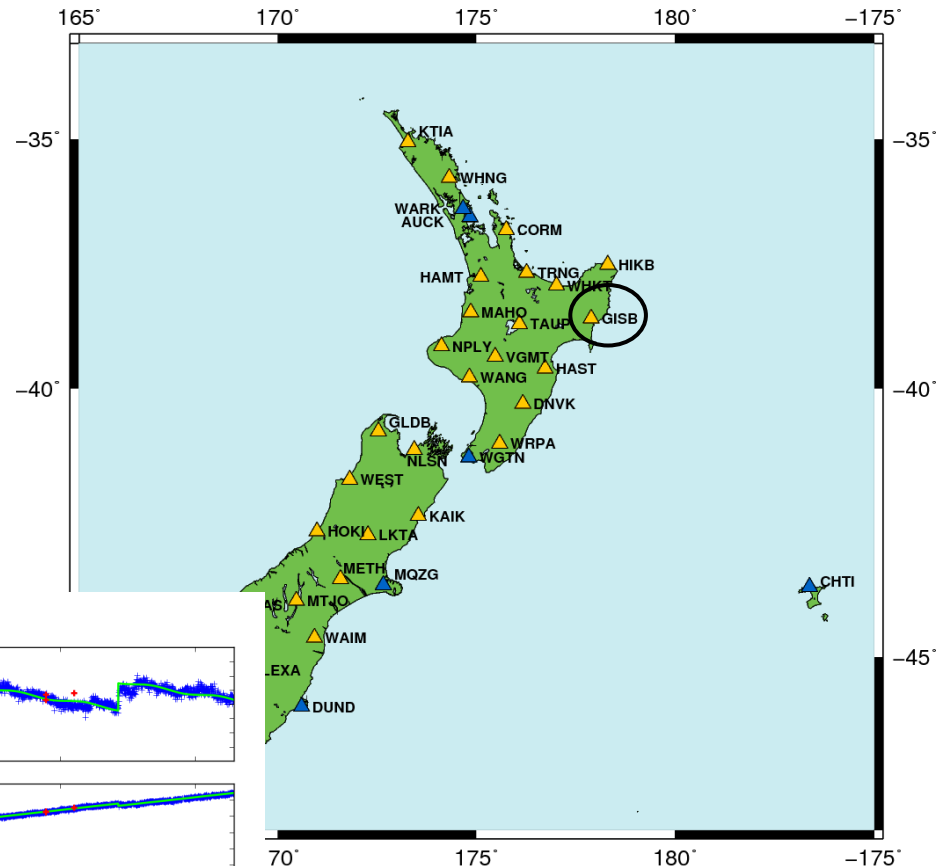 165° 170° 175° 180° −175°
−35° −35°
KTIA
WHNG
WARK
AUCK
CORM
HIKB
TRNG
HAMT
WHKT
MAHO
GISB
TAUP
NPLY
VGMT
HAST
WANG
−40° −40°
DNVK
GLDB
WRPA
NLSN
WGTN
WEST
KAIK
HOKI
LKTA
METH
MQZG
CHTI
AS
MTJO
WAIM
−45°
LEXA
DUND
70° 175° 180° −175°